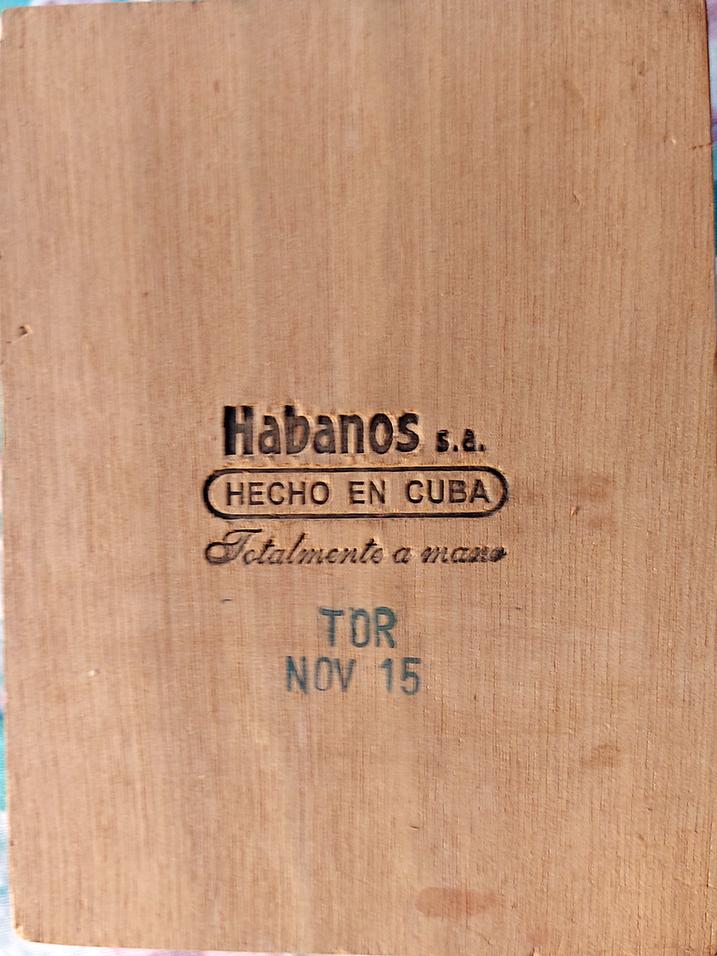 Habanos s.a.
HECHO EN CUBA
Totalmente a mano
TOR
NOV 15